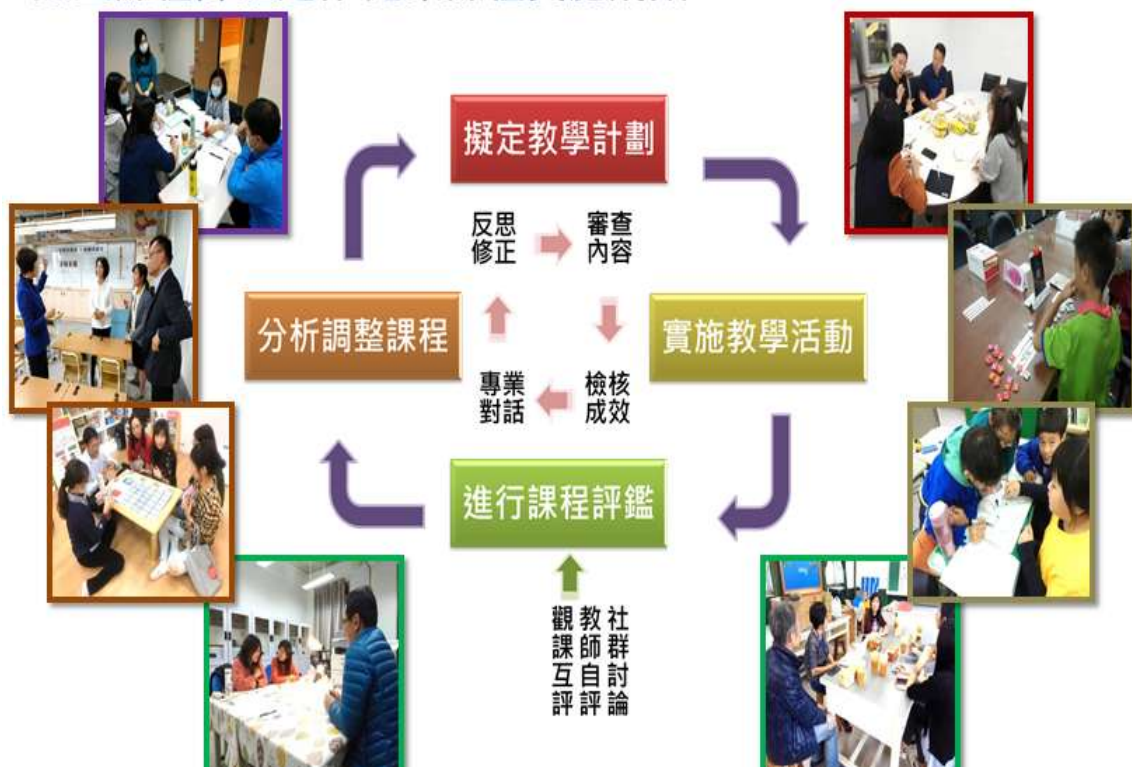 擬定教學計劃
反思
修正
審查
內容
分析調整課程
實施教學活動
專業
對話
檢核
成效
進行課程評鑑
觀課互評
教師自評
社群討論